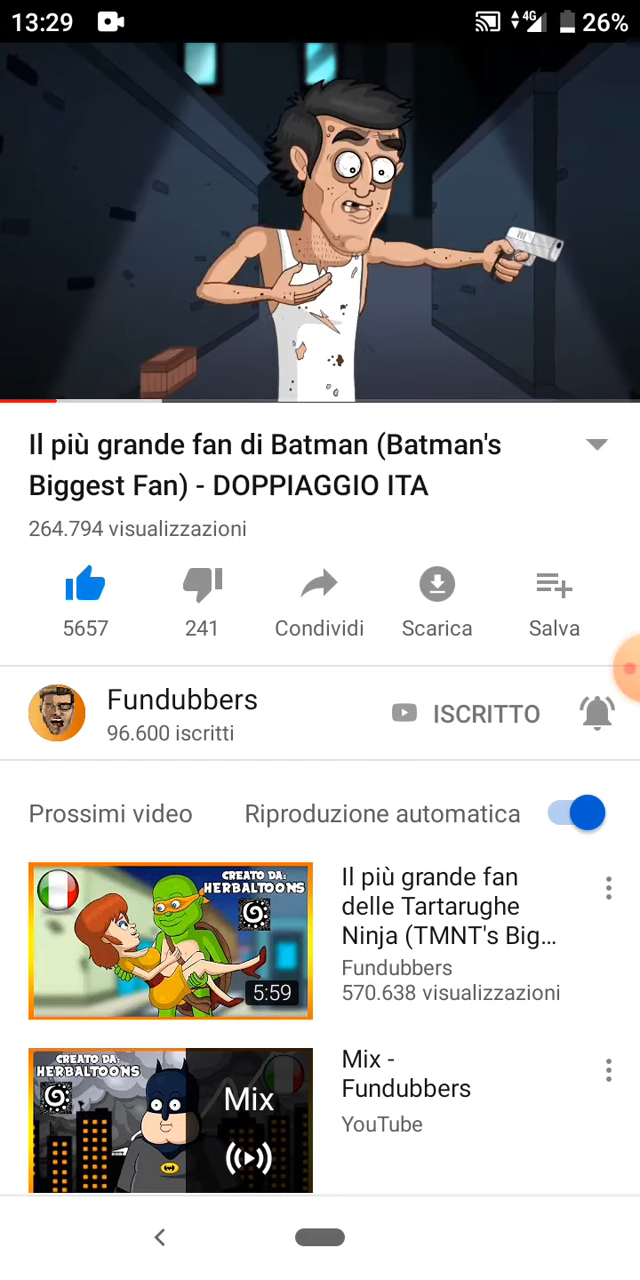 13:29
4G
26%
Il più grande fan di Batman (Batman's
Biggest Fan) - DOPPIAGGIO ITA
264.794 visualizzazioni
5657
241
Condividi
Scarica
Salva
Fundubbers
96.600 iscritti
ISCRITTO
Prossimi video
Riproduzione automatica
CREATO DA:
HERBALTOONS
5:59
Il più grande fan
delle Tartarughe
Ninja (TMNT's Big...
Fundubbers
570.638 visualizzazioni
CREATO DA:
HERBALTOONS
Mix
Mix -
Fundubbers
YouTube